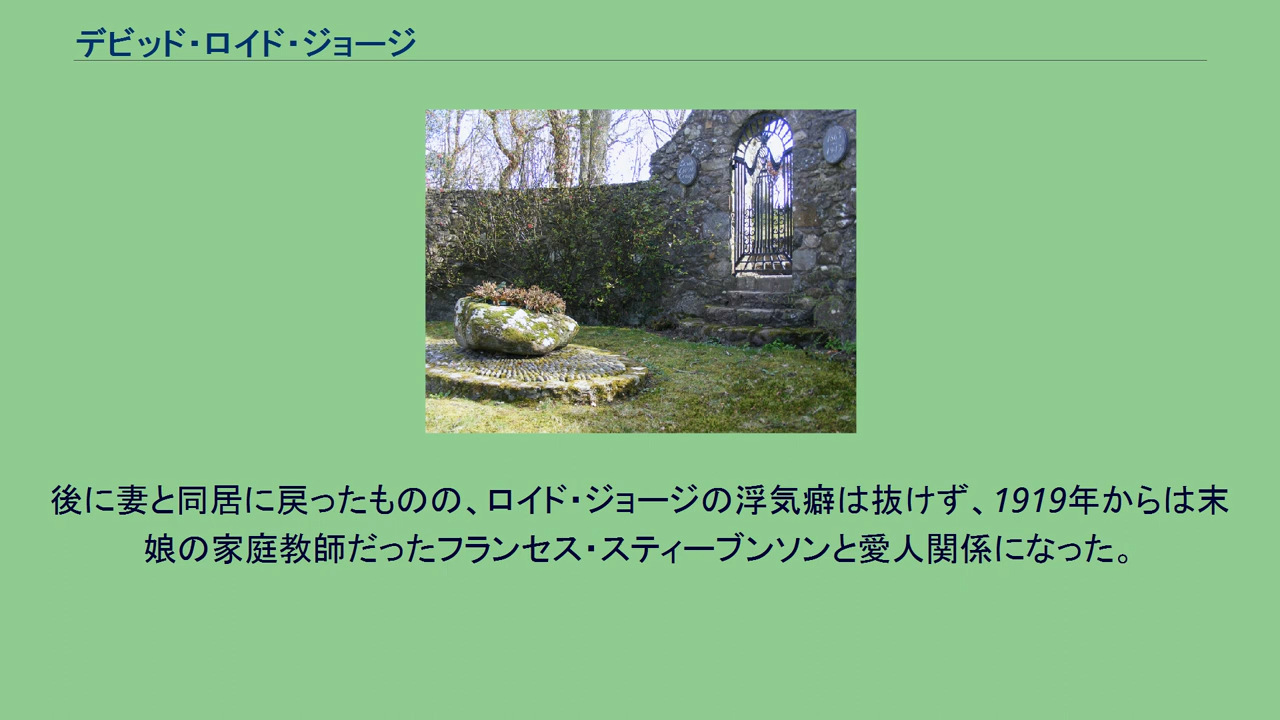 デビッド・ロイド・ジョージ
後に妻と同居に戻ったものの、ロイド・ジョージの浮気癖は抜けず、1919年からは末
娘の家庭教師だったフランセス・スティーブンソンと愛人関係になった。